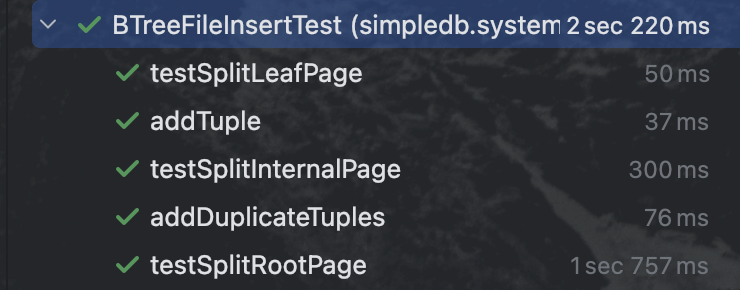 BTreeFileInsertTest (simpledb.system 2 sec 220 ms
testSplitLeafPage 50 ms
addTuple 37 ms
testSplitInternalPage 300 ms
addDuplicateTuples 76 ms
testSplitRootPage 1 sec 757 ms